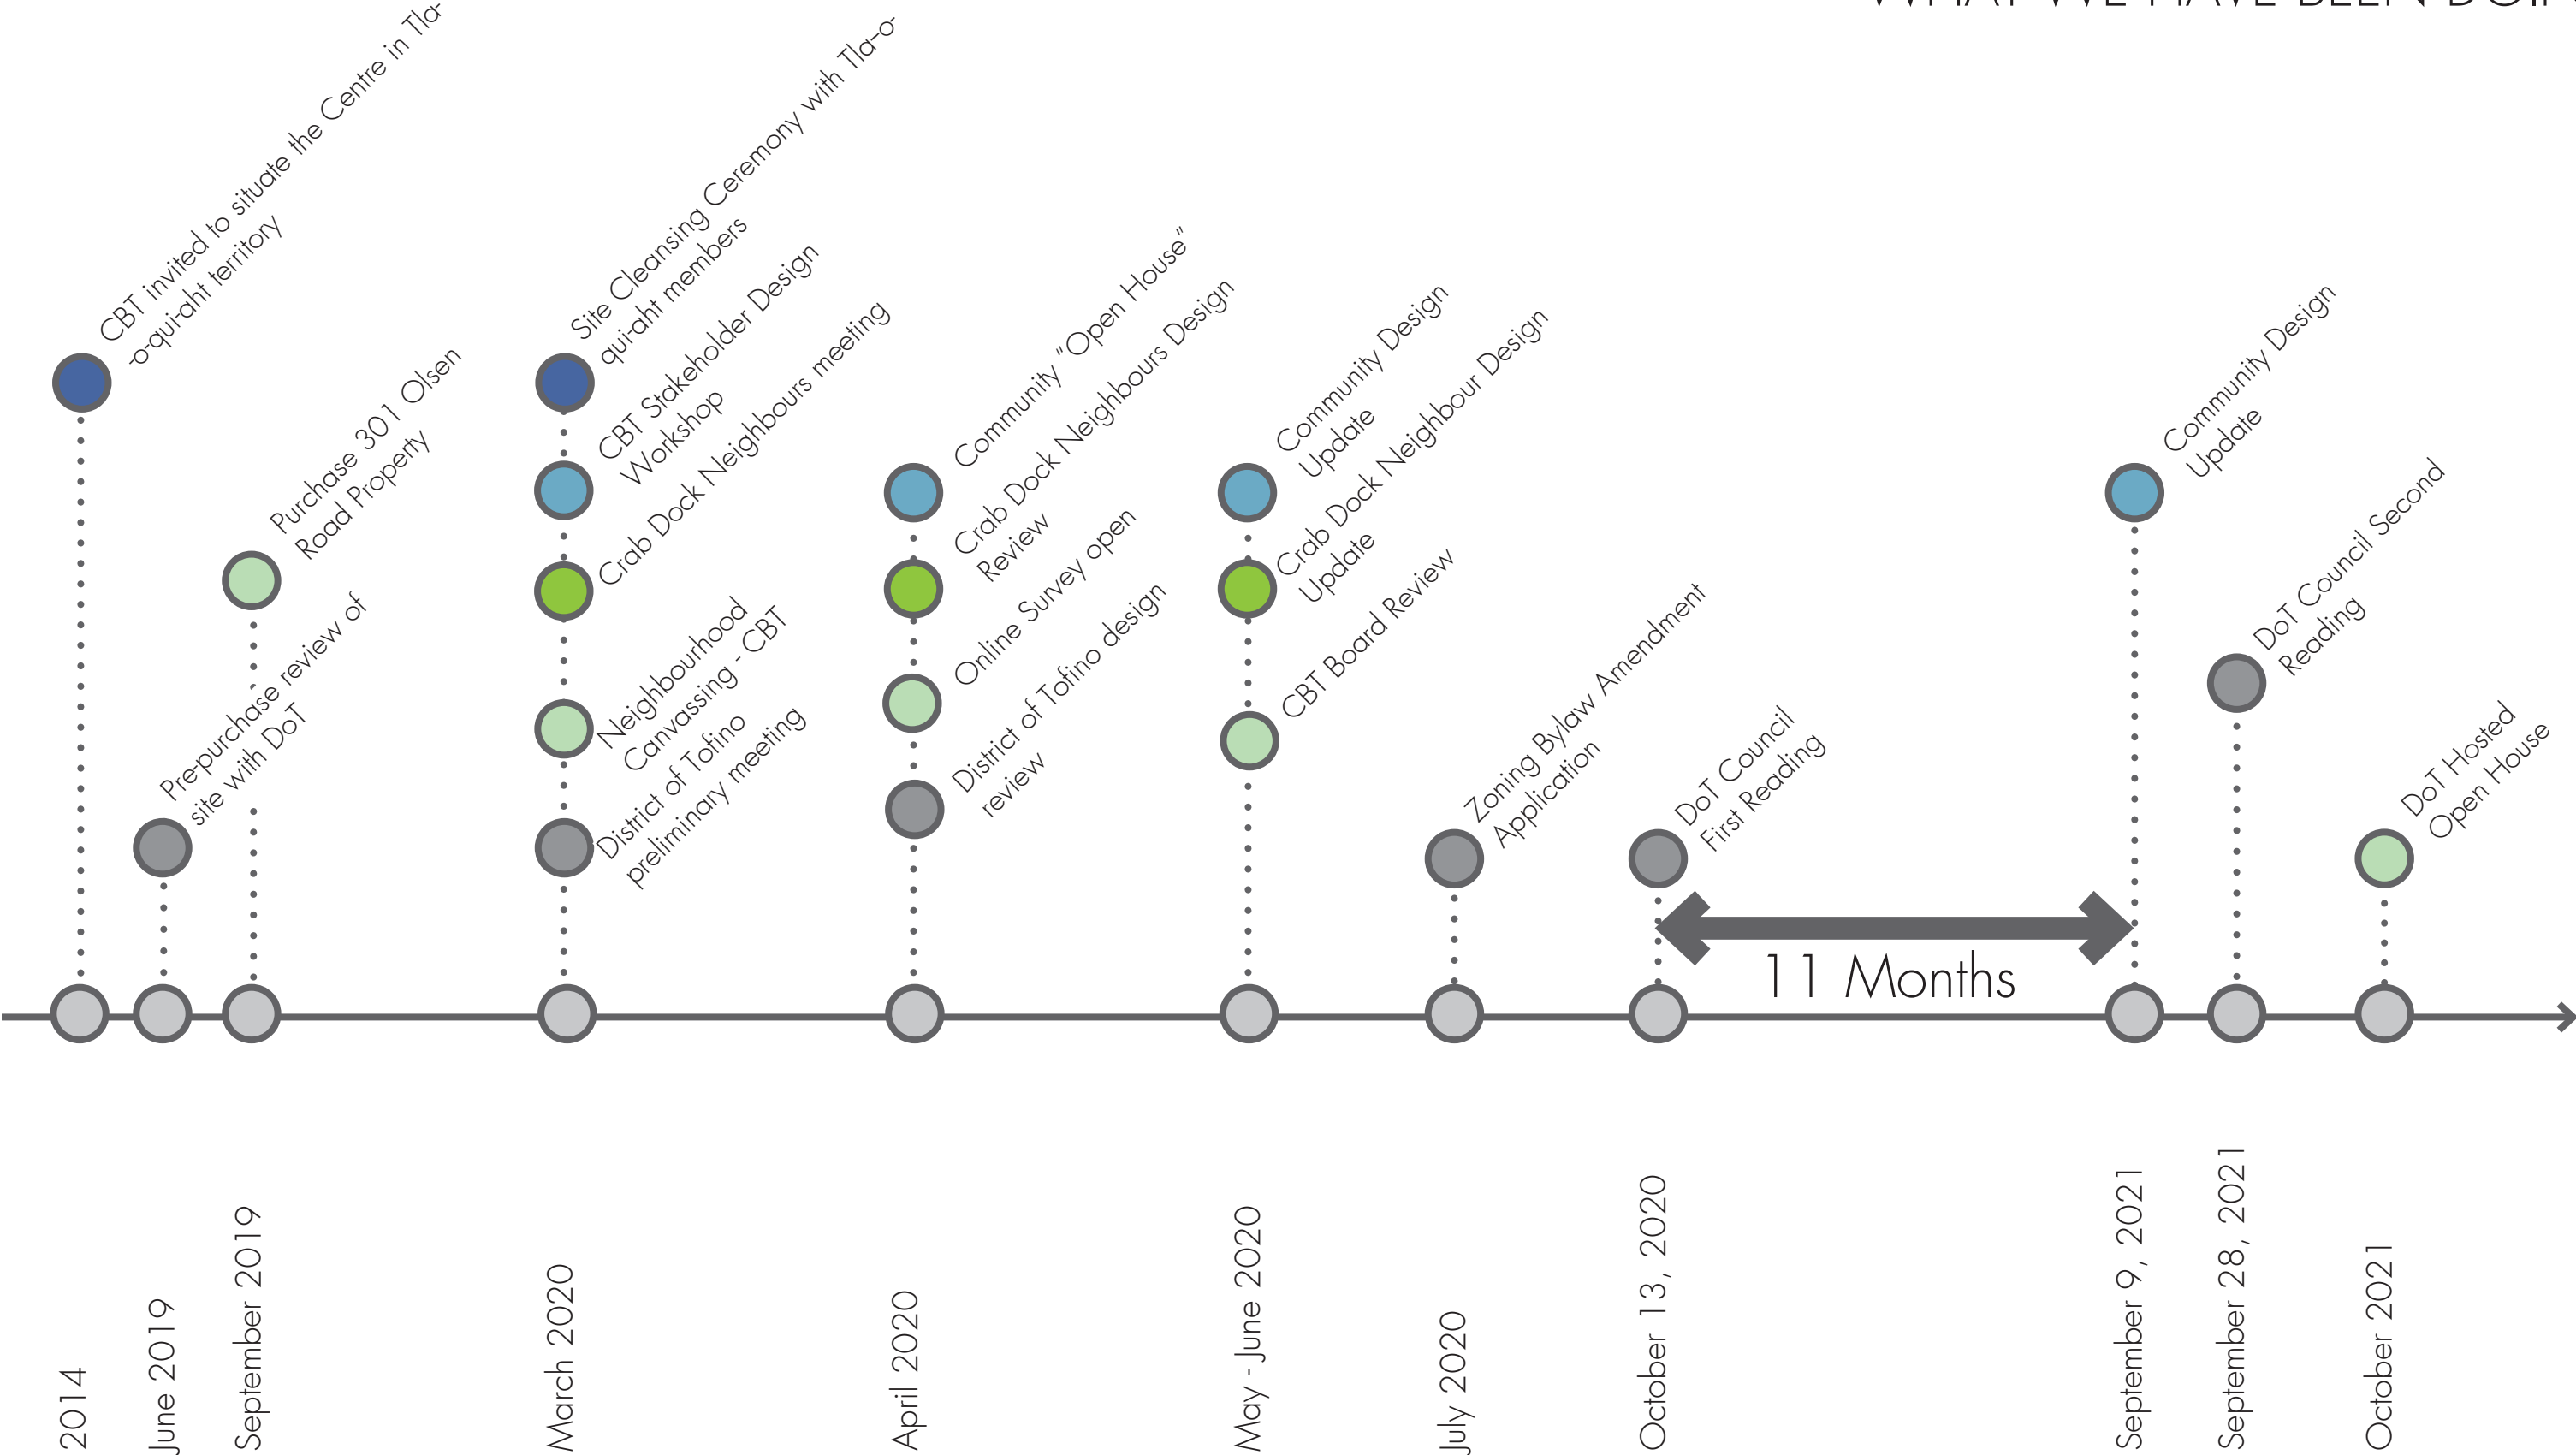 WHAT WE HAVE BEEN
CBT invited to situate the Centre in Tla-
-o-qui-aht territory
Pre-purchase review of
site with DoT
Purchase 301 Olsen
Road Property
Site Cleansing Ceremony with Tla-o-
qui-aht members
CBT Stakeholder Design
Workshop
Crab Dock Neighbours meeting
Neighbourhood
Canvassing - CBT
District of Tofino
preliminary meeting
Community "Open House"
Crab Dock Neighbours Design
Review
Online Survey open
District of Tofino design
review
Community Design
Update
Crab Dock Neighbour Design
Update
CBT Board Review
Zoning Bylaw Amendment
Application
DoT Council
First Reading
11 Months
Community Design
Update
DoT Council Second
Reading
DoT Hosted
Open House
2014
June 2019
September 2019
March 2020
April 2020
May - June 2020
July 2020
October 13, 2020
September 9, 2021
September 28, 2021
October 2021